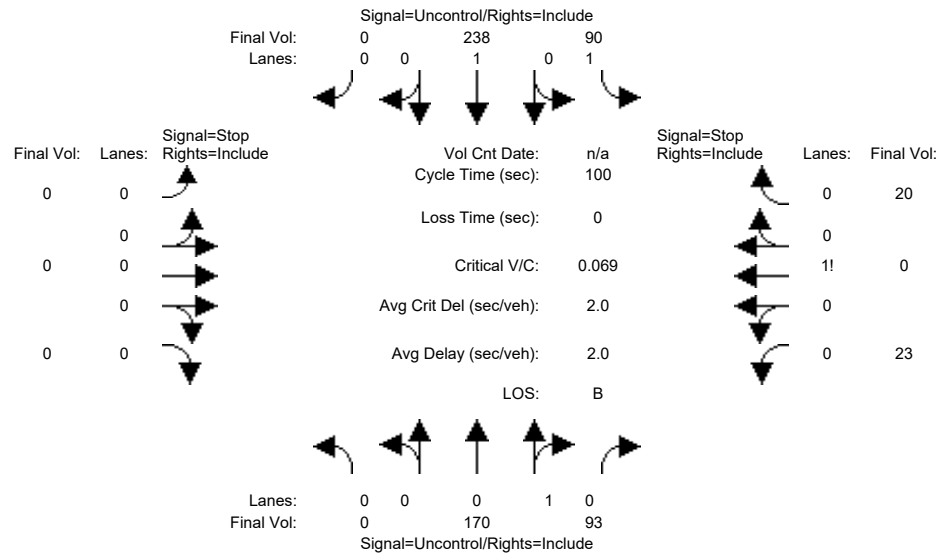 Signal=Uncontrol/Rights=Include
Final Vol: 0 238 90
Lanes: 0 0 1 0 1
Signal=Stop
Final Vol: Lanes: Rights=Include
Vol Cnt Date: n/a
Signal=Stop
Rights=Include Lanes: Final Vol:
Cycle Time (sec): 100
0 0
0 20
Loss Time (sec): 0
0
0
0 0
Critical V/C: 0.069
1! 0
0
Avg Crit Del (sec/veh): 2.0
0
0 0
Avg Delay (sec/veh): 2.0
0 23
LOS: B
Lanes: 0 0 0 1 0
Final Vol: 0 170 93
Signal=Uncontrol/Rights=Include